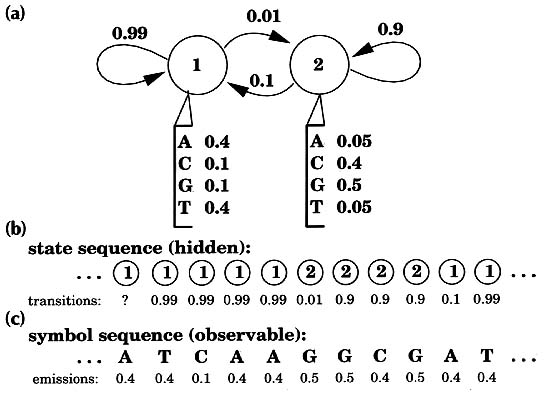 (a)
0.99 0.01 0.9
1 0.1 2
A 0.4 A 0.05
C 0.1 C 0.4
G 0.1 G 0.5
T 0.4 T 0.05
(b)
state sequence (hidden):
... 1 1 1 1 1 2 2 2 2 1 1 ...
transitions: ? 0.99 0.99 0.99 0.99 0.01 0.9 0.9 0.9 0.1 0.99
(c)
symbol sequence (observable):
... A T C A A G G C G A T ...
emissions: 0.4 0.4 0.1 0.4 0.4 0.5 0.5 0.4 0.5 0.4 0.4